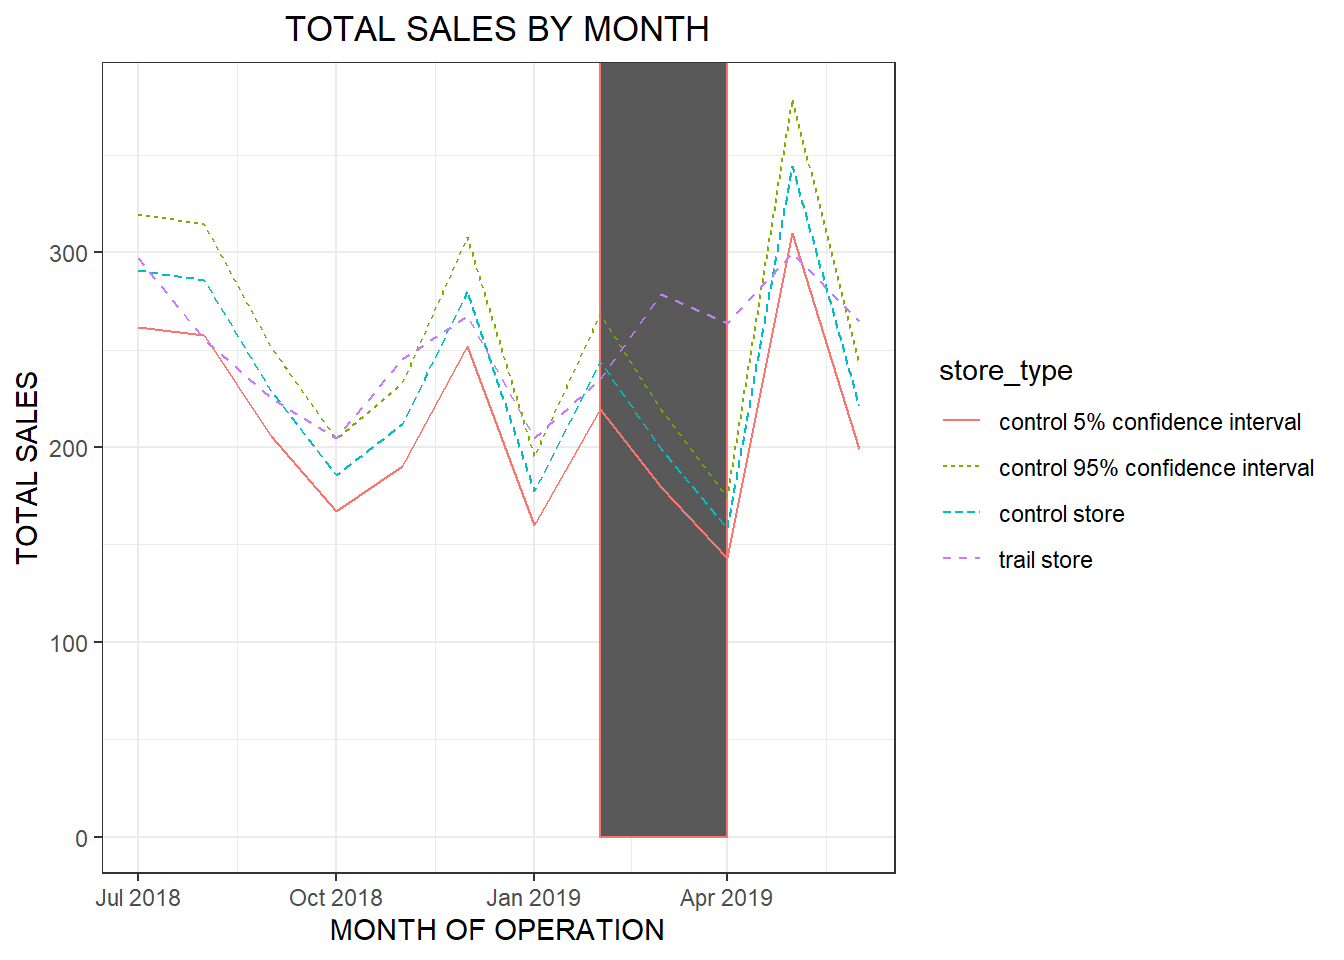 TOTAL SALES BY MONTH
TOTAL SALES
300
200
100
0
Jul 2018 Oct 2018 Jan 2019 Apr 2019
MONTH OF OPERATION
store_type
control 5% confidence interval
control 95% confidence interval
control store
trail store